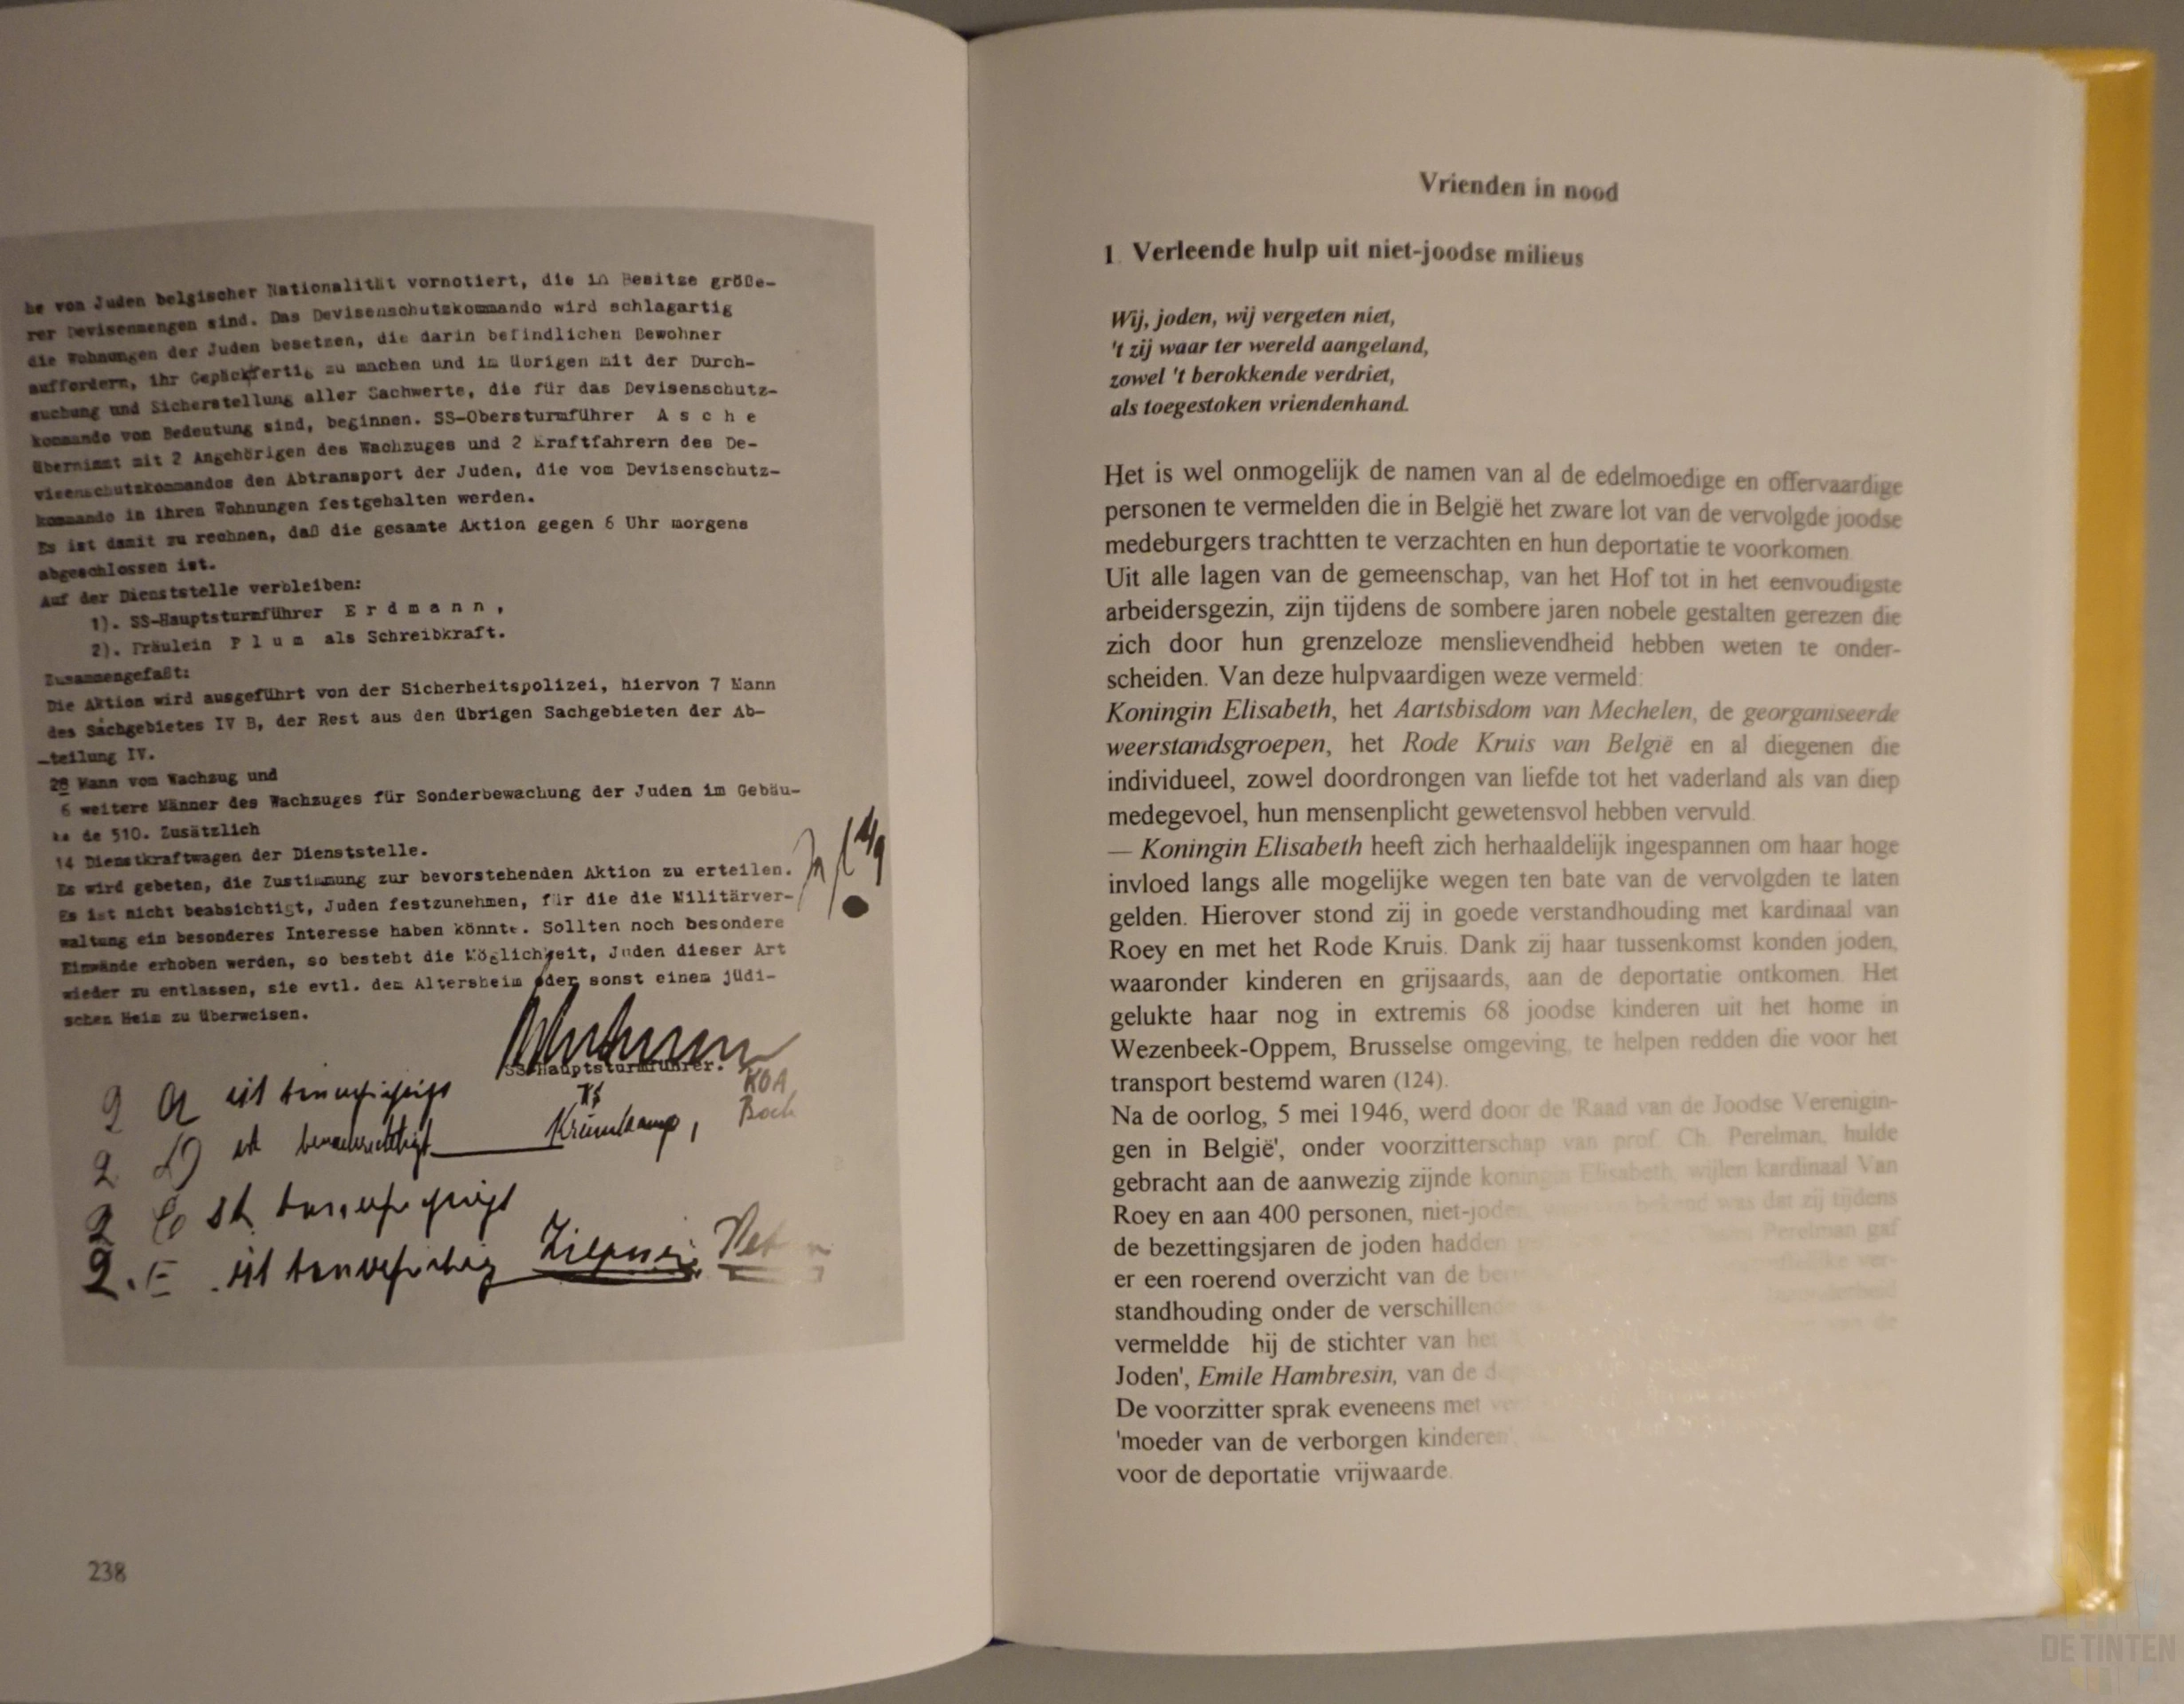 be von Juden belgischer Nationalität vornotiert, die in Besitze größe-
rer Devisenmengen sind. Das Devisenschutzkommando wird schlagartig
die Wohnungen der Juden besetzen, die darin befindlichen Bewohner
auffordern, ihr Gepäck fertig zu machen und im übrigen mit der Durch-
suchung und Sicherstellung aller Sachwerte, die für das Devisenschutz-
kommando von Bedeutung sind, beginnen. SS-Obersturmführer A s c h e
übernimmt mit 2 Angehörigen des Wachzuges und 2 Kraftfahrern des De-
visenschutzkommandos den Abtransport der Juden, die vom Devisenschutz-
kommando in ihren Wohnungen festgehalten werden.
Es ist damit zu rechnen, daß die gesamte Aktion gegen 6 Uhr morgens
abgeschlossen ist.
Auf der Dienststelle verbleiben:
1). SS-Hauptsturmführer E r d m a n n ,
2). Fräulein P l u m als Schreibkraft.
Zusammengefaßt:
Die Aktion wird ausgeführt von der Sicherheitspolizei, hiervon 7 Mann
des Sachgebietes IV B, der Rest aus den übrigen Sachgebieten der Ab-
-teilung IV.
28 Mann vom Wachzug und
6 weitere Männer des Wachzuges für Sonderbewachung der Juden im Gebäu-
de 510. Zusätzlich
14 Dienstkraftwagen der Dienststelle.
Es wird gebeten, die Zustimmung zur bevorstehenden Aktion zu erteilen.
Es ist nicht beabsichtigt, Juden festzunehmen, für die die Militärver-
waltung ein besonderes Interesse haben könnte. Sollten noch besondere
Einwände erhoben werden, so besteht die Möglichkeit, Juden dieser Art
wieder zu entlassen, sie evtl. dem Altersheim oder sonst einem jüdi-
schen Heim zu überweisen.
SS-Hauptsturmführer.
238
Vrienden in nood
1. Verleende hulp uit niet-joodse milieus
Wij, joden, wij vergeten niet,
't zij waar ter wereld aangeland,
zowel 't berokkende verdriet,
als toegestoken vriendenhand.
Het is wel onmogelijk de namen van al de edelmoedige en offervaardige
personen te vermelden die in België het zware lot van de vervolgde joodse
medeburgers trachtten te verzachten en hun deportatie te voorkomen.
Uit alle lagen van de gemeenschap, van het Hof tot in het eenvoudigste
arbeidersgezin, zijn tijdens de sombere jaren nobele gestalten gerezen die
zich door hun grenzeloze menslievendheid hebben weten te onder-
scheiden. Van deze hulpvaardigen weze vermeld:
Koningin Elisabeth, het Aartsbisdom van Mechelen, de georganiseerde
weerstandsgroepen, het Rode Kruis van België en al diegenen die
individueel, zowel doordrongen van liefde tot het vaderland als van diep
medegevoel, hun mensenplicht gewetensvol hebben vervuld.
— Koningin Elisabeth heeft zich herhaaldelijk ingespannen om haar hoge
invloed langs alle mogelijke wegen ten bate van de vervolgden te laten
gelden. Hierover stond zij in goede verstandhouding met kardinaal van
Roey en met het Rode Kruis. Dank zij haar tussenkomst konden joden,
waaronder kinderen en grijsaards, aan de deportatie ontkomen. Het
gelukte haar nog in extremis 68 joodse kinderen uit het home in
Wezenbeek-Oppem, Brusselse omgeving, te helpen redden die voor het
transport bestemd waren (124).
Na de oorlog, 5 mei 1946, werd door de 'Raad van de Joodse Verenigin-
gen in België', onder voorzitterschap van prof. Ch. Perelman, hulde
gebracht aan de aanwezig zijnde koningin Elisabeth, wijlen kardinaal Van
Roey en aan 400 personen, niet-joden, bekend was dat zij tijdens
de bezettingsjaren de joden hadden Perelman gaf
er een roerend overzicht van de
standhouding onder de verschillende
vermeldde hij de stichter van het
Joden', Emile Hambresin, van de
De voorzitter sprak eveneens met
'moeder van de verborgen kinderen',
voor de deportatie vrijwaarde.
DE TINTEN